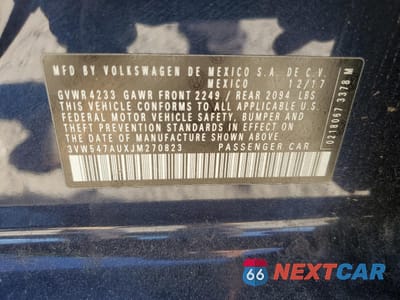 MFD. BY VOLKSWAGEN DE MEXICO S.A. DE C.V.
MEXICO 12/17
GVWR 4233 GAWR FRONT 2249 / REAR 2094 LBS
THIS VEHICLE CONFORMS TO ALL APPLICABLE U.S.
FEDERAL MOTOR VEHICLE SAFETY, BUMPER AND
THEFT PREVENTION STANDARDS IN EFFECT ON THE
DATE OF MANUFACTURE SHOWN ABOVE
3VW547AUXJM270823 PASSENGER CAR
0218067 3378 M
66 NEXTCAR